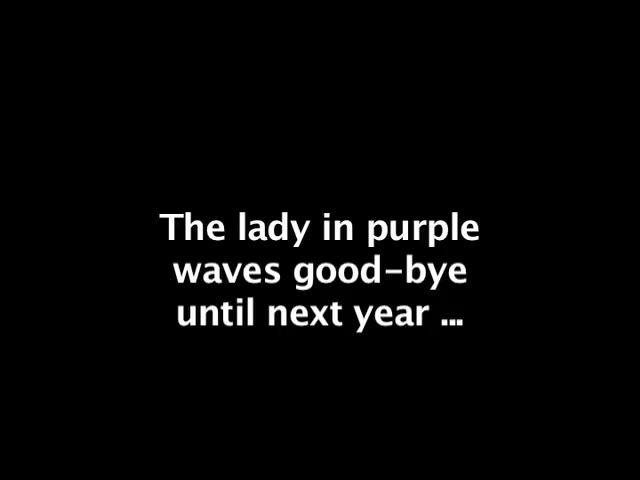 The lady in purple
waves good-bye
until next year ...